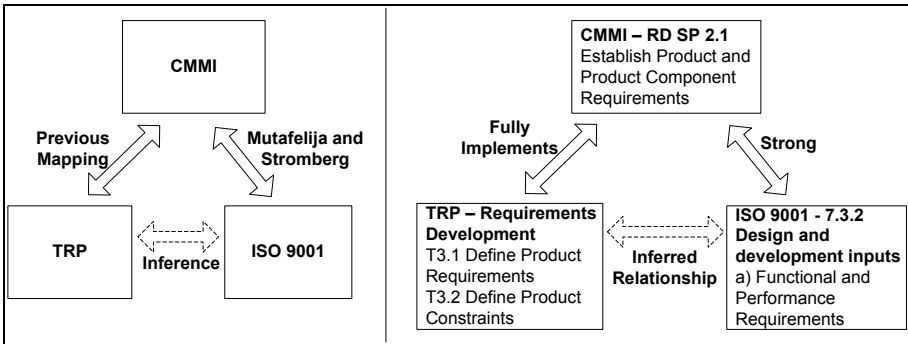 CMMI
Previous
Mapping
Mutafelija and
Stromberg
TRP
Inference
ISO 9001
CMMI – RD SP 2.1
Establish Product and
Product Component
Requirements
Fully
Implements
Strong
TRP – Requirements
Development
T3.1 Define Product
Requirements
T3.2 Define Product
Constraints
Inferred
Relationship
ISO 9001 - 7.3.2
Design and
development inputs
a) Functional and
Performance
Requirements